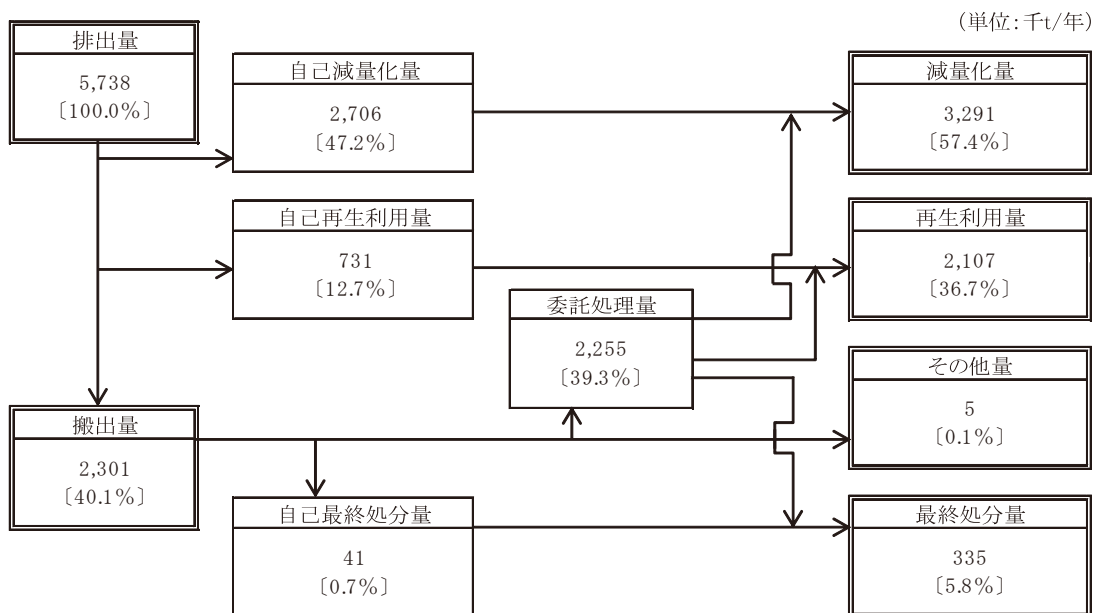 (単位:千t/年)
排出量
5,738
〔100.0%〕
自己減量化量
2,706
〔47.2%〕
減量化量
3,291
〔57.4%〕
自己再生利用量
731
〔12.7%〕
再生利用量
2,107
〔36.7%〕
委託処理量
2,255
〔39.3%〕
その他量
5
〔0.1%〕
搬出量
2,301
〔40.1%〕
自己最終処分量
41
〔0.7%〕
最終処分量
335
〔5.8%〕